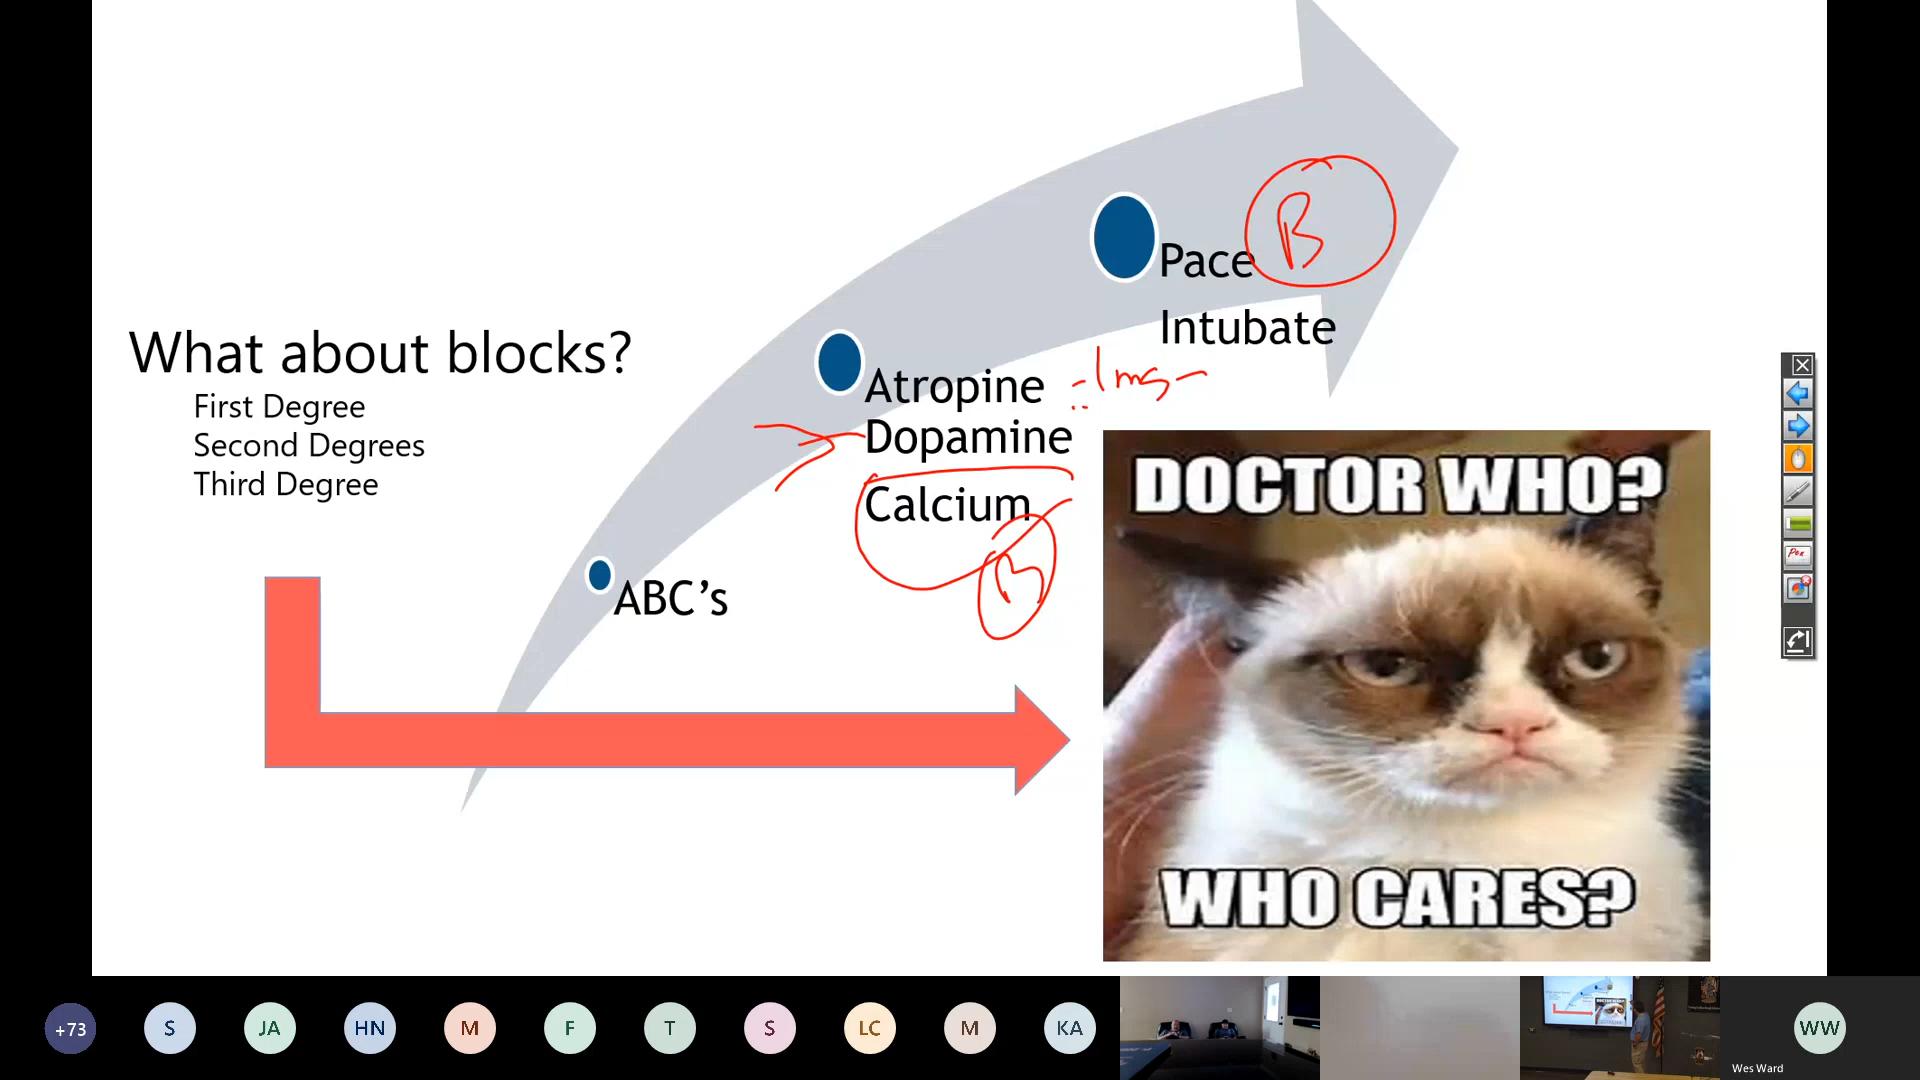 What about blocks?
First Degree
Second Degrees
Third Degree
ABC's
Atropine
-1mg-
Dopamine
Calcium
B
Pace
B
Intubate
DOCTOR WHO?
WHO CARES?
Pen
+73
S
JA
HN
M
F
T
S
LC
M
KA
WW
Wes Ward